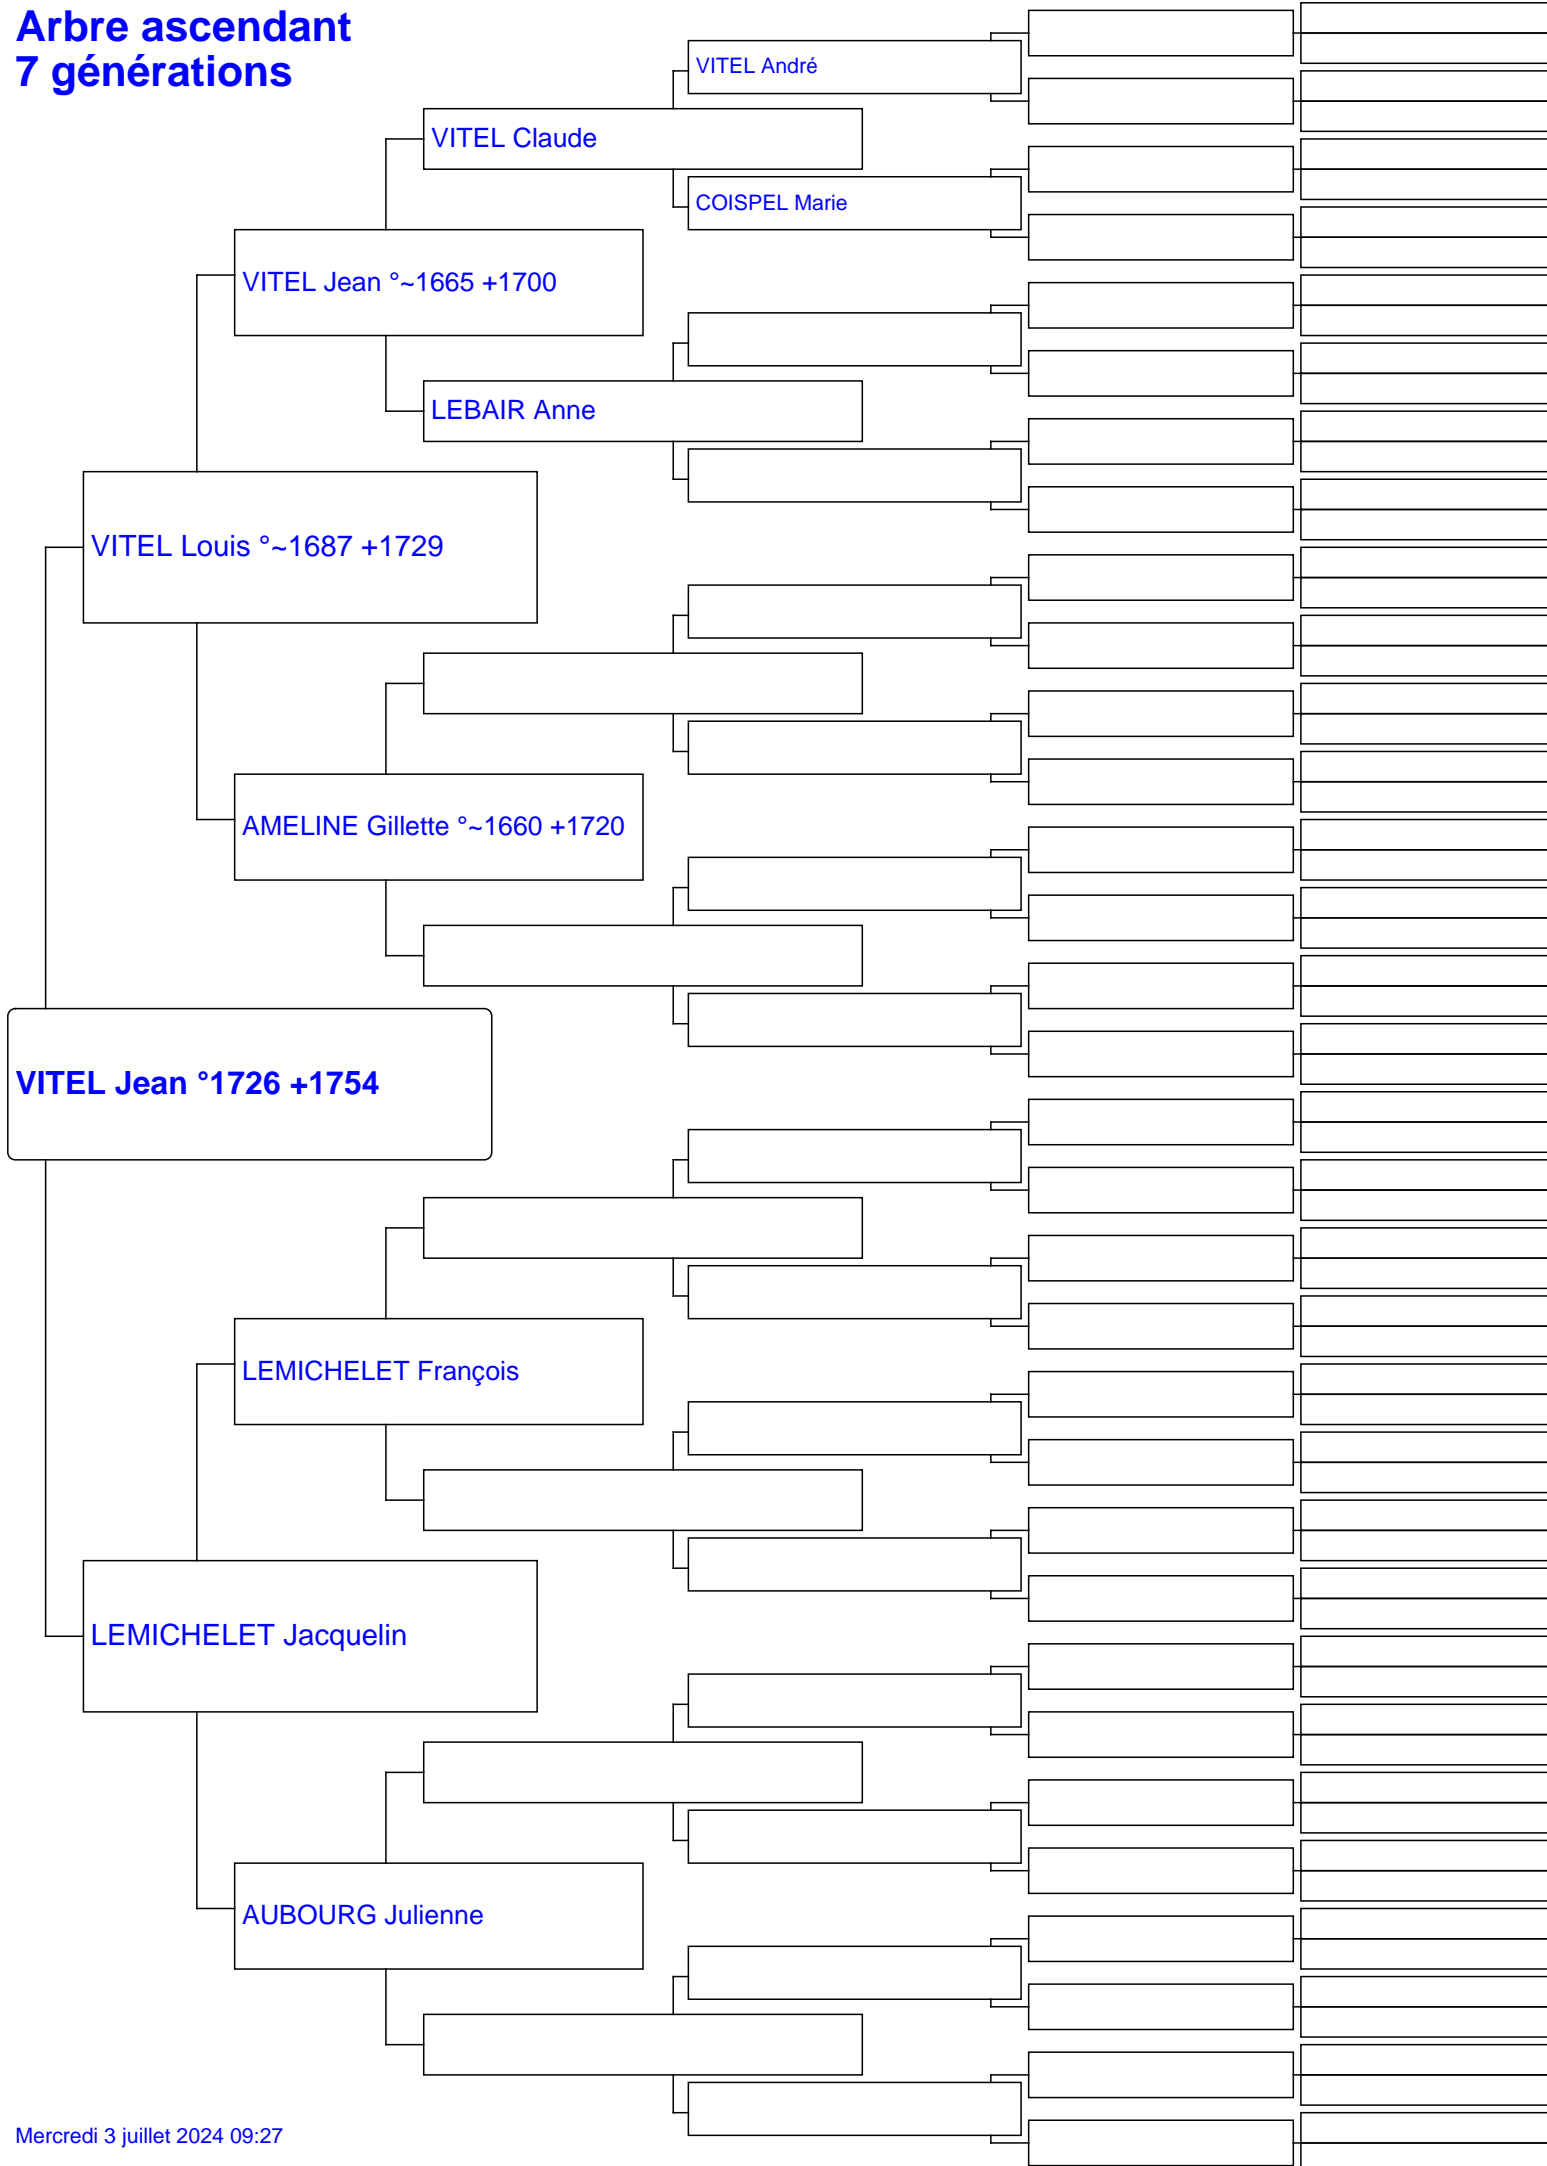 Arbre ascendant
7 générations
VITEL André
VITEL Claude
COISPEL Marie
VITEL Jean °~1665 +1700
LEBAIR Anne
VITEL Louis °~1687 +1729
AMELINE Gillette °~1660 +1720
VITEL Jean °1726 +1754
LEMICHELET François
LEMICHELET Jacquelin
AUBOURG Julienne
Mercredi 3 juillet 2024 09:27